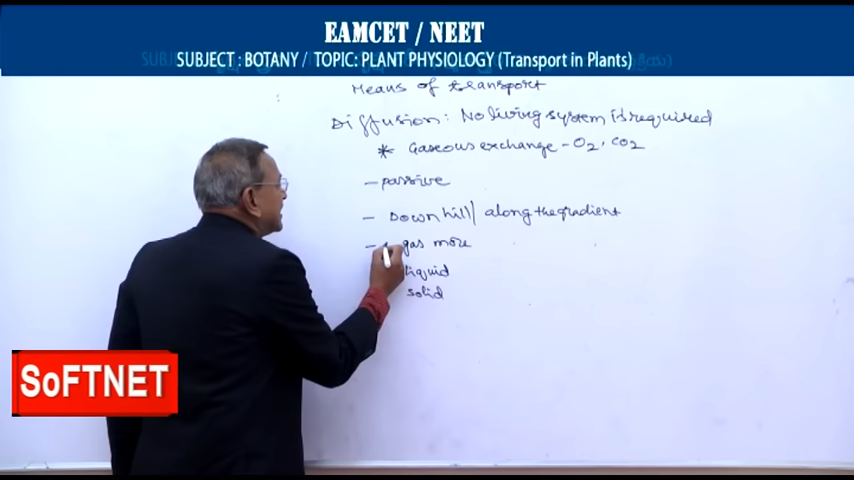 EAMCET / NEET
SUBJECT : BOTANY / TOPIC: PLANT PHYSIOLOGY (Transport in Plants)
Means of transport
Diffusion: No living system is required
* Gaseous exchange - O2, CO2
- passive
- Down hill/ along the gradient
- gas more
liquid
solid
SoFTNET